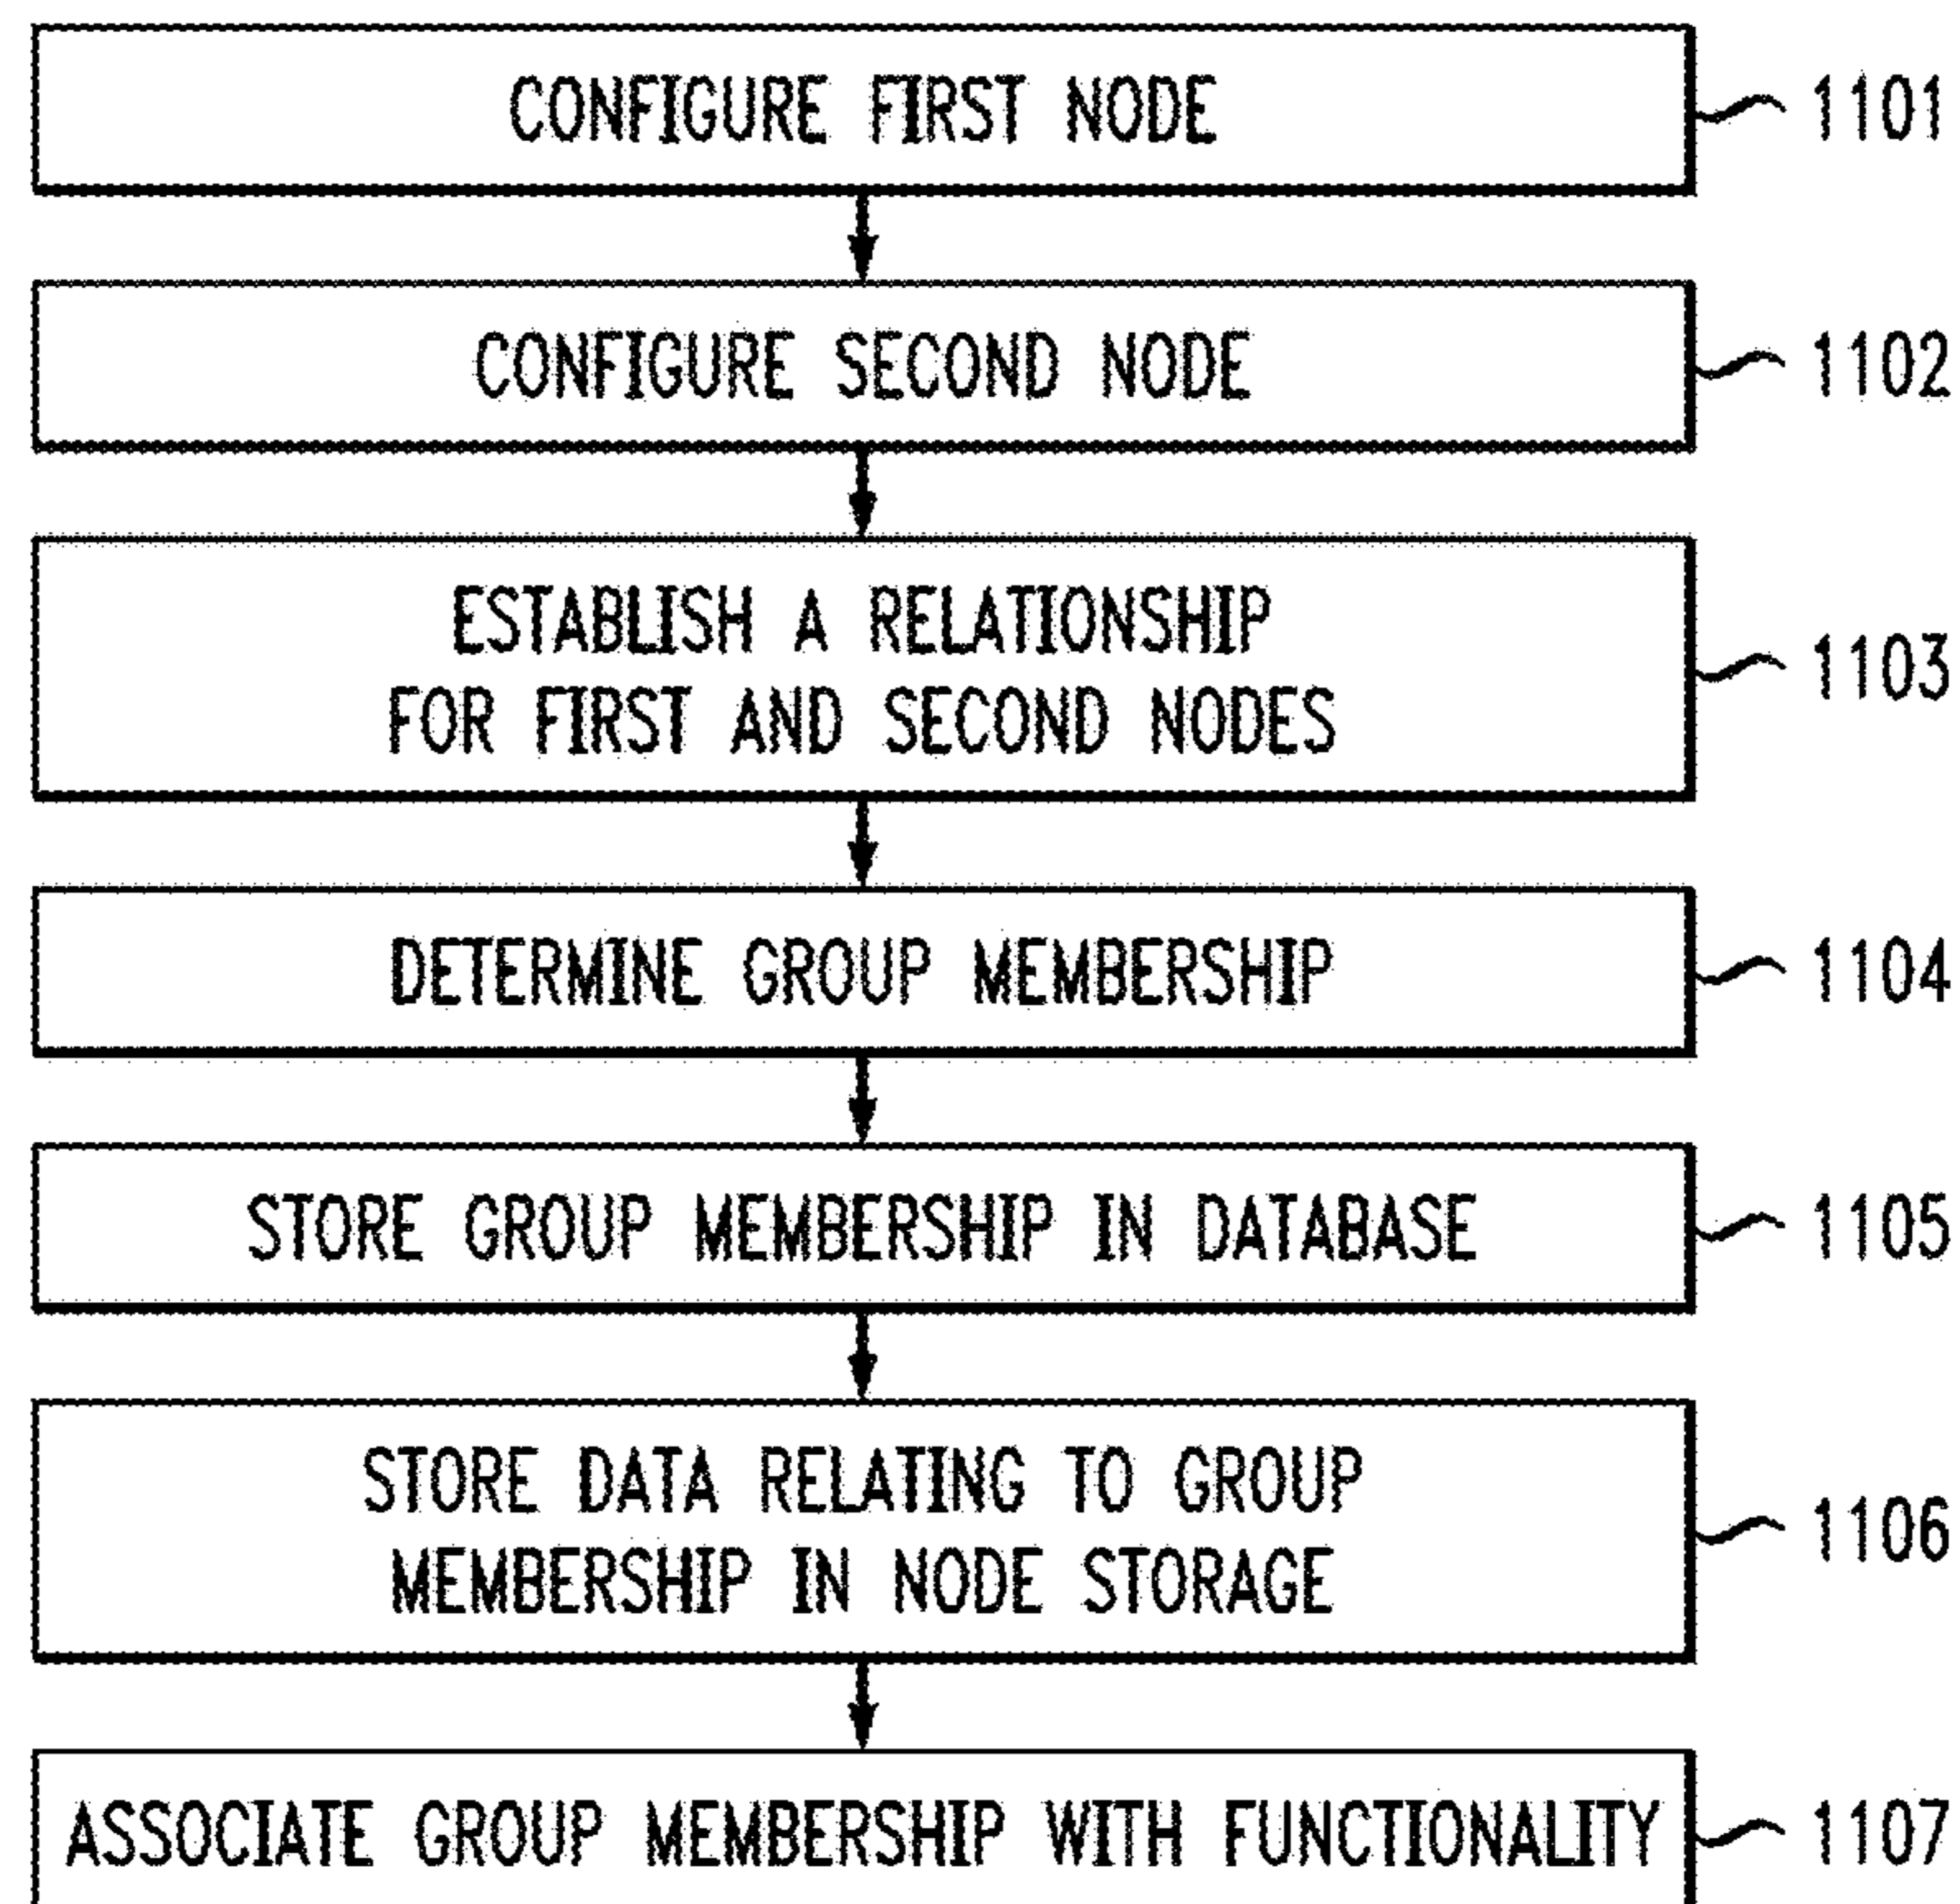 CONFIGURE FIRST NODE
1101
CONFIGURE SECOND NODE
1102
ESTABLISH A RELATIONSHIP
FOR FIRST AND SECOND NODES
1103
DETERMINE GROUP MEMBERSHIP
1104
STORE GROUP MEMBERSHIP IN DATABASE
1105
STORE DATA RELATING TO GROUP
MEMBERSHIP IN NODE STORAGE
1106
ASSOCIATE GROUP MEMBERSHIP WITH FUNCTIONALITY
1107